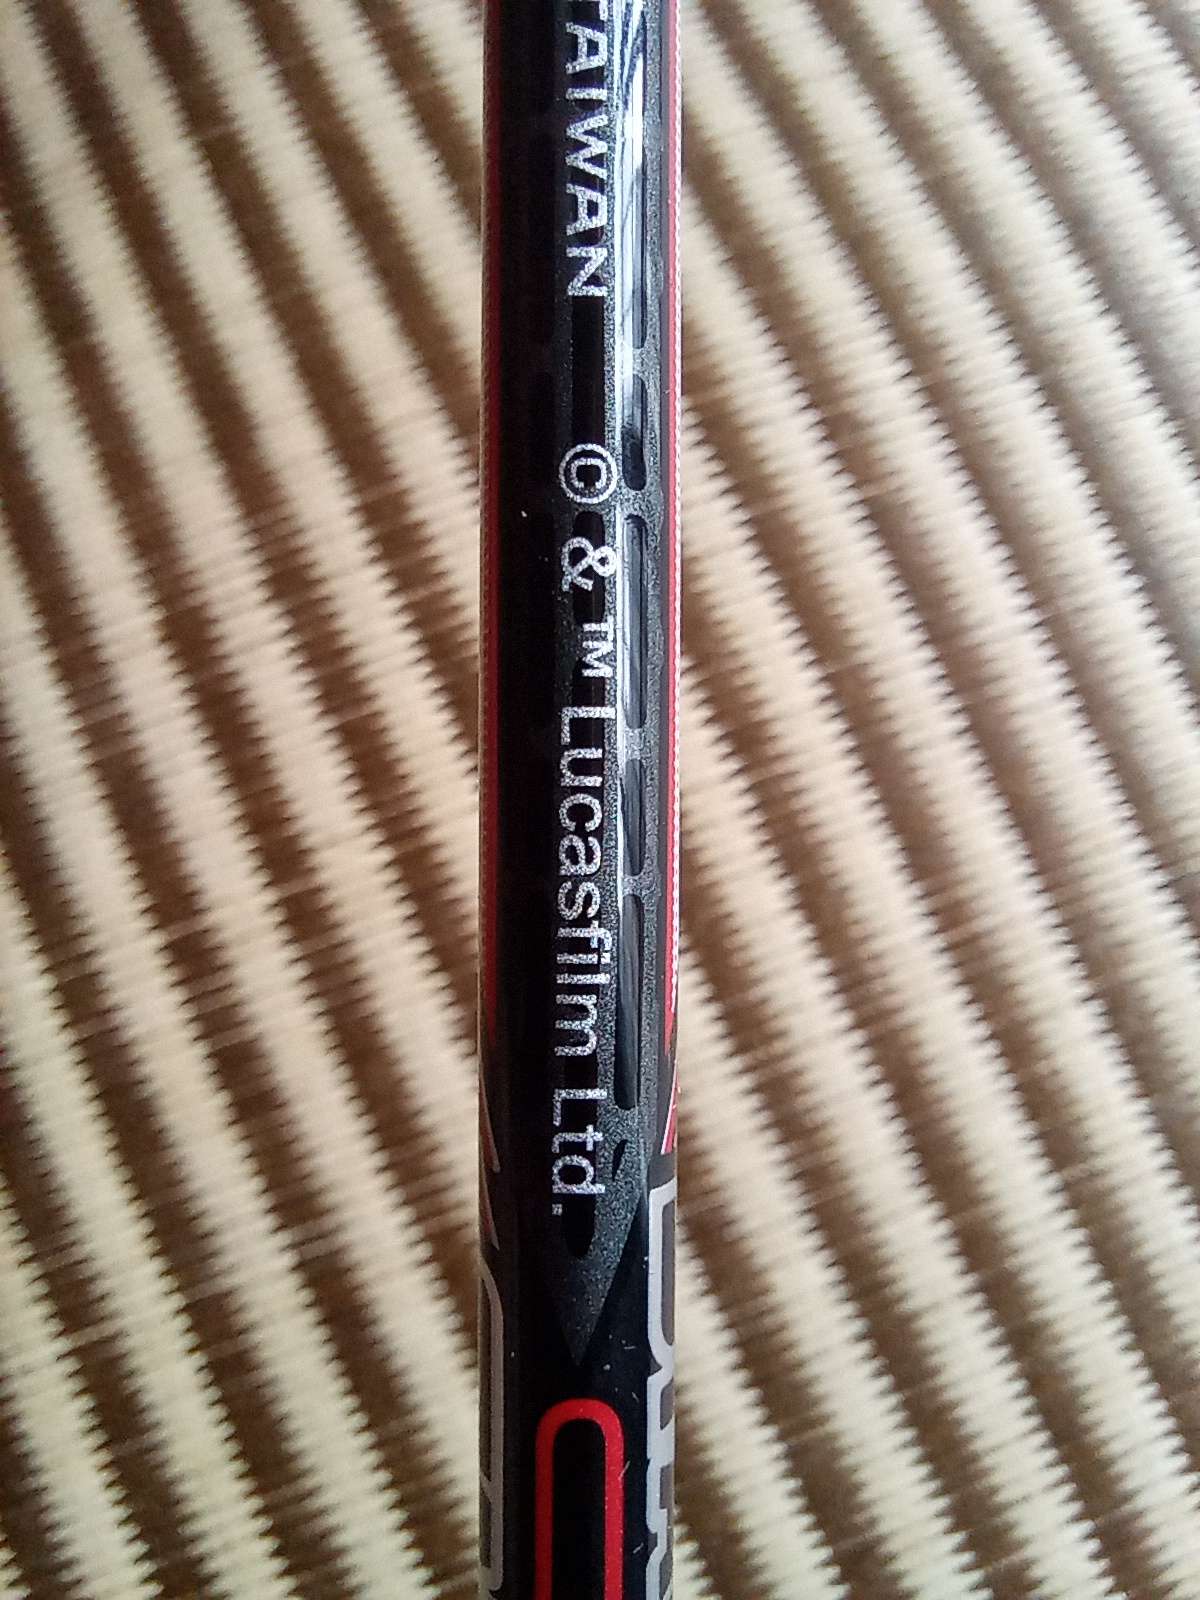 TAIWAN © & ™ Lucasfilm Ltd.